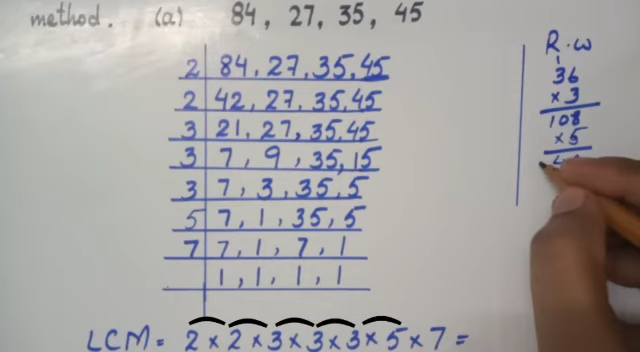 method. (a) 84, 27, 35, 45
2 84, 27, 35, 45
2 42, 27, 35, 45
3 21, 27, 35, 45
3 7, 9, 35, 15
3 7, 3, 35, 5
5 7, 1, 35, 5
7 7, 1, 7, 1
1, 1, 1, 1
LCM = 2 × 2 × 3 × 3 × 3 × 5 × 7 =
R.W
1
36
× 3
108
× 5